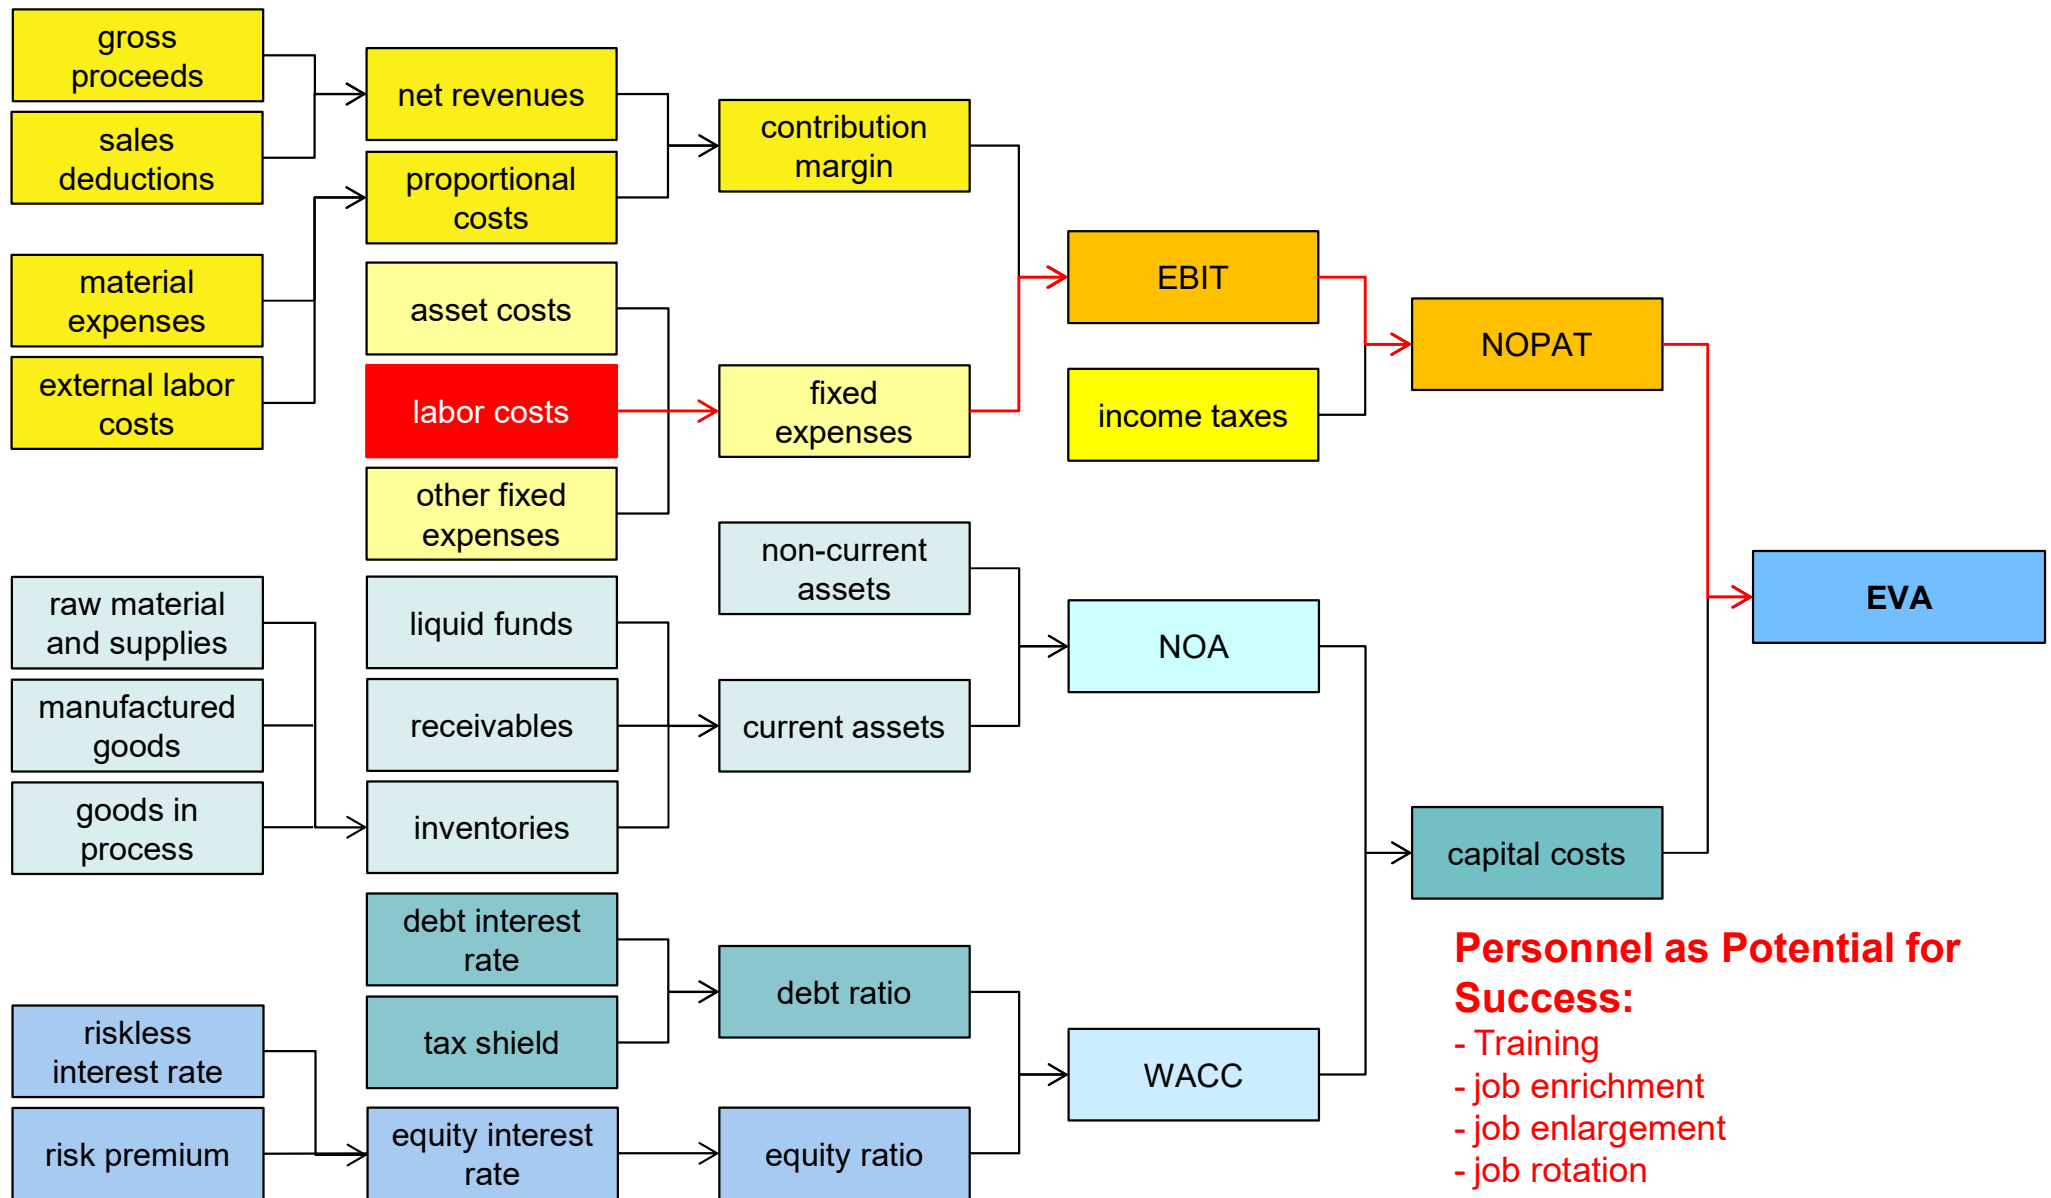 gross
proceeds
sales
deductions
material
expenses
external labor
costs
raw material
and supplies
manufactured
goods
goods in
process
riskless
interest rate
risk premium
net revenues
proportional
costs
asset costs
labor costs
other fixed
expenses
liquid funds
receivables
inventories
debt interest
rate
tax shield
equity interest
rate
contribution
margin
fixed
expenses
non-current
assets
current assets
debt ratio
equity ratio
EBIT
income taxes
NOA
WACC
NOPAT
capital costs
EVA
Personnel as Potential for
Success:
- Training
- job enrichment
- job enlargement
- job rotation